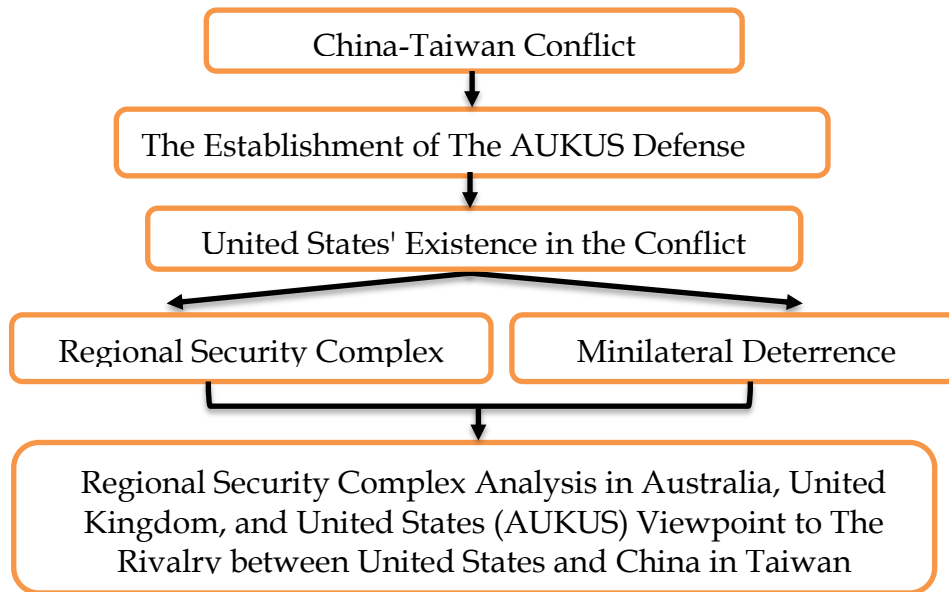 China-Taiwan Conflict
The Establishment of The AUKUS Defense
United States' Existence in the Conflict
Regional Security Complex
Minilateral Deterrence
Regional Security Complex Analysis in Australia, United
Kingdom, and United States (AUKUS) Viewpoint to The
Rivalry between United States and China in Taiwan